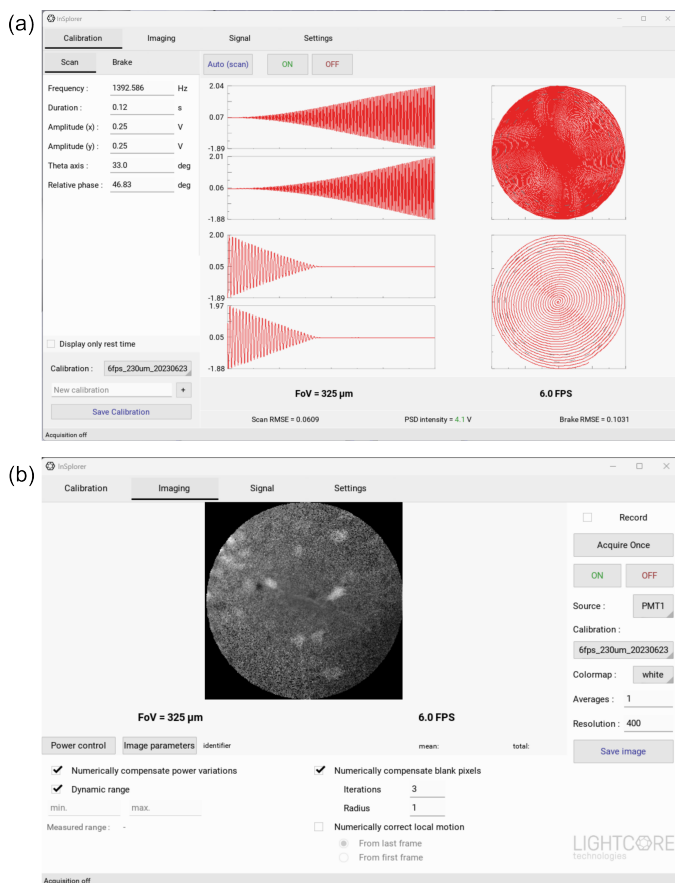 (a)
InSplorer
Calibration Imaging Signal Settings
Scan Brake
Auto (scan) ON OFF
Frequency : 1392.586 Hz
Duration : 0.12 s
Amplitude (x) : 0.25 V
Amplitude (y) : 0.25 V
Theta axis : 33.0 deg
Relative phase : 46.83 deg
2.04
0.07
-1.89
2.01
0.06
-1.88
2.00
0.05
-1.89
1.97
0.05
-1.88
Display only rest time
Calibration : 6fps_230um_20230623
New calibration +
Save Calibration
FoV = 325 µm 6.0 FPS
Scan RMSE = 0.0609 PSD intensity = 4.1 V Brake RMSE = 0.1031
Acquisition off
(b)
InSplorer
Calibration Imaging Signal Settings
Record
Acquire Once
ON OFF
Source : PMT1
Calibration :
6fps_230um_20230623
Colormap : white
Averages : 1
Resolution : 400
Save image
FoV = 325 µm 6.0 FPS
Power control Image parameters identifier mean: total:
Numerically compensate power variations
Dynamic range
min. max.
Measured range : -
Numerically compensate blank pixels
Iterations 3
Radius 1
Numerically correct local motion
From last frame
From first frame
LIGHTCORE
technologies
Acquisition off